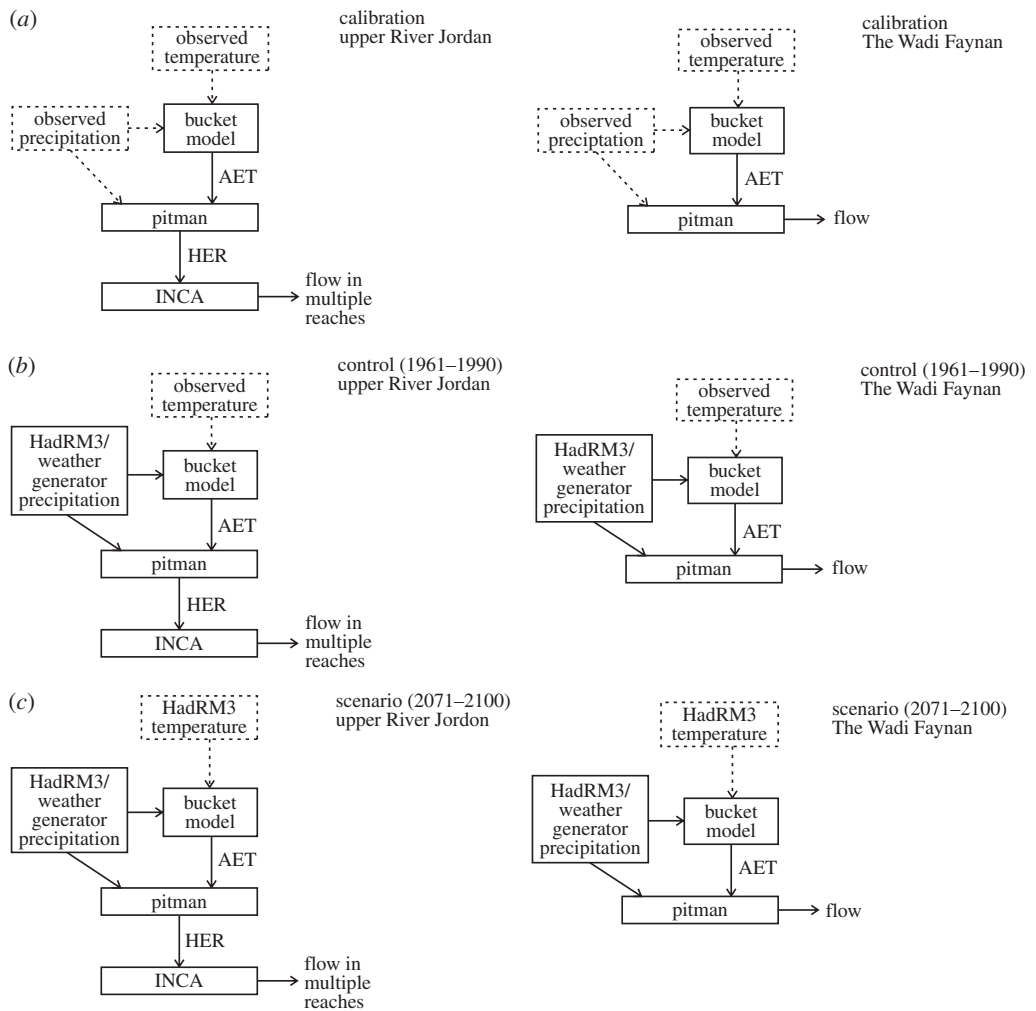 (a)
calibration
upper River Jordan
observed
temperature
observed
precipitation
bucket
model
AET
pitman
HER
INCA
flow in
multiple
reaches
calibration
The Wadi Faynan
observed
temperature
observed
preciptation
bucket
model
AET
pitman
flow
(b)
control (1961–1990)
upper River Jordan
observed
temperature
HadRM3/
weather
generator
precipitation
bucket
model
AET
pitman
HER
INCA
flow in
multiple
reaches
control (1961–1990)
The Wadi Faynan
observed
temperature
HadRM3/
weather
generator
precipitation
bucket
model
AET
pitman
flow
(c)
scenario (2071–2100)
upper River Jordon
HadRM3
temperature
HadRM3/
weather
generator
precipitation
bucket
model
AET
pitman
HER
INCA
flow in
multiple
reaches
scenario (2071–2100)
The Wadi Faynan
HadRM3
temperature
HadRM3/
weather
generator
precipitation
bucket
model
AET
pitman
flow